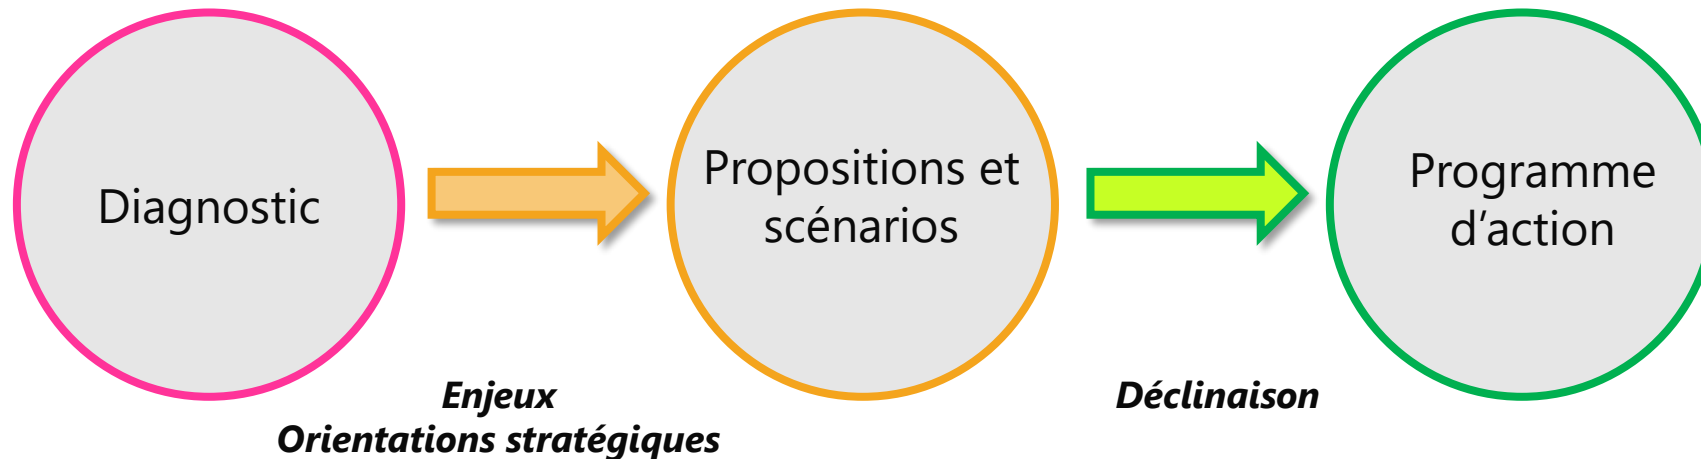 Diagnostic
Propositions et
scénarios
Programme
d’action
Enjeux
Orientations stratégiques
Déclinaison